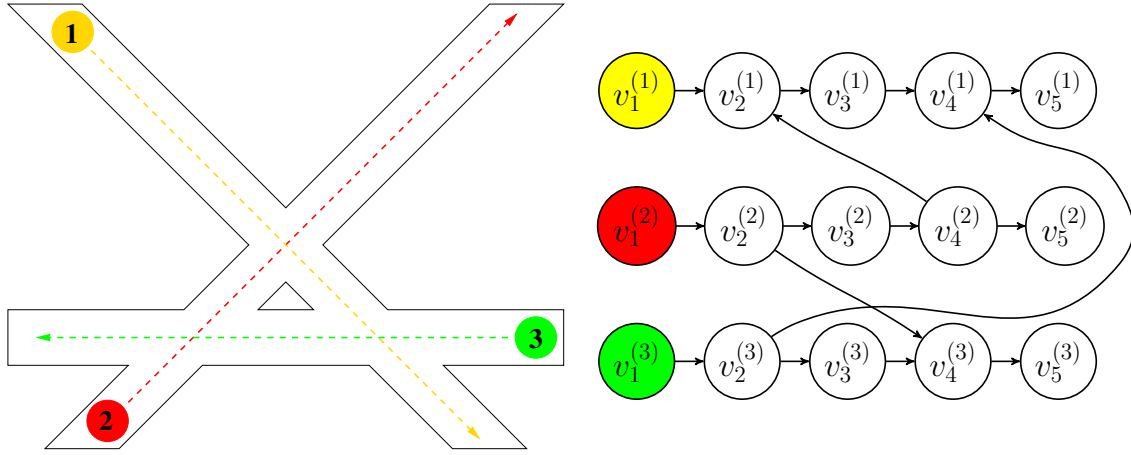 1
2
3
v_1^{(1)} v_2^{(1)} v_3^{(1)} v_4^{(1)} v_5^{(1)}
v_1^{(2)} v_2^{(2)} v_3^{(2)} v_4^{(2)} v_5^{(2)}
v_1^{(3)} v_2^{(3)} v_3^{(3)} v_4^{(3)} v_5^{(3)}